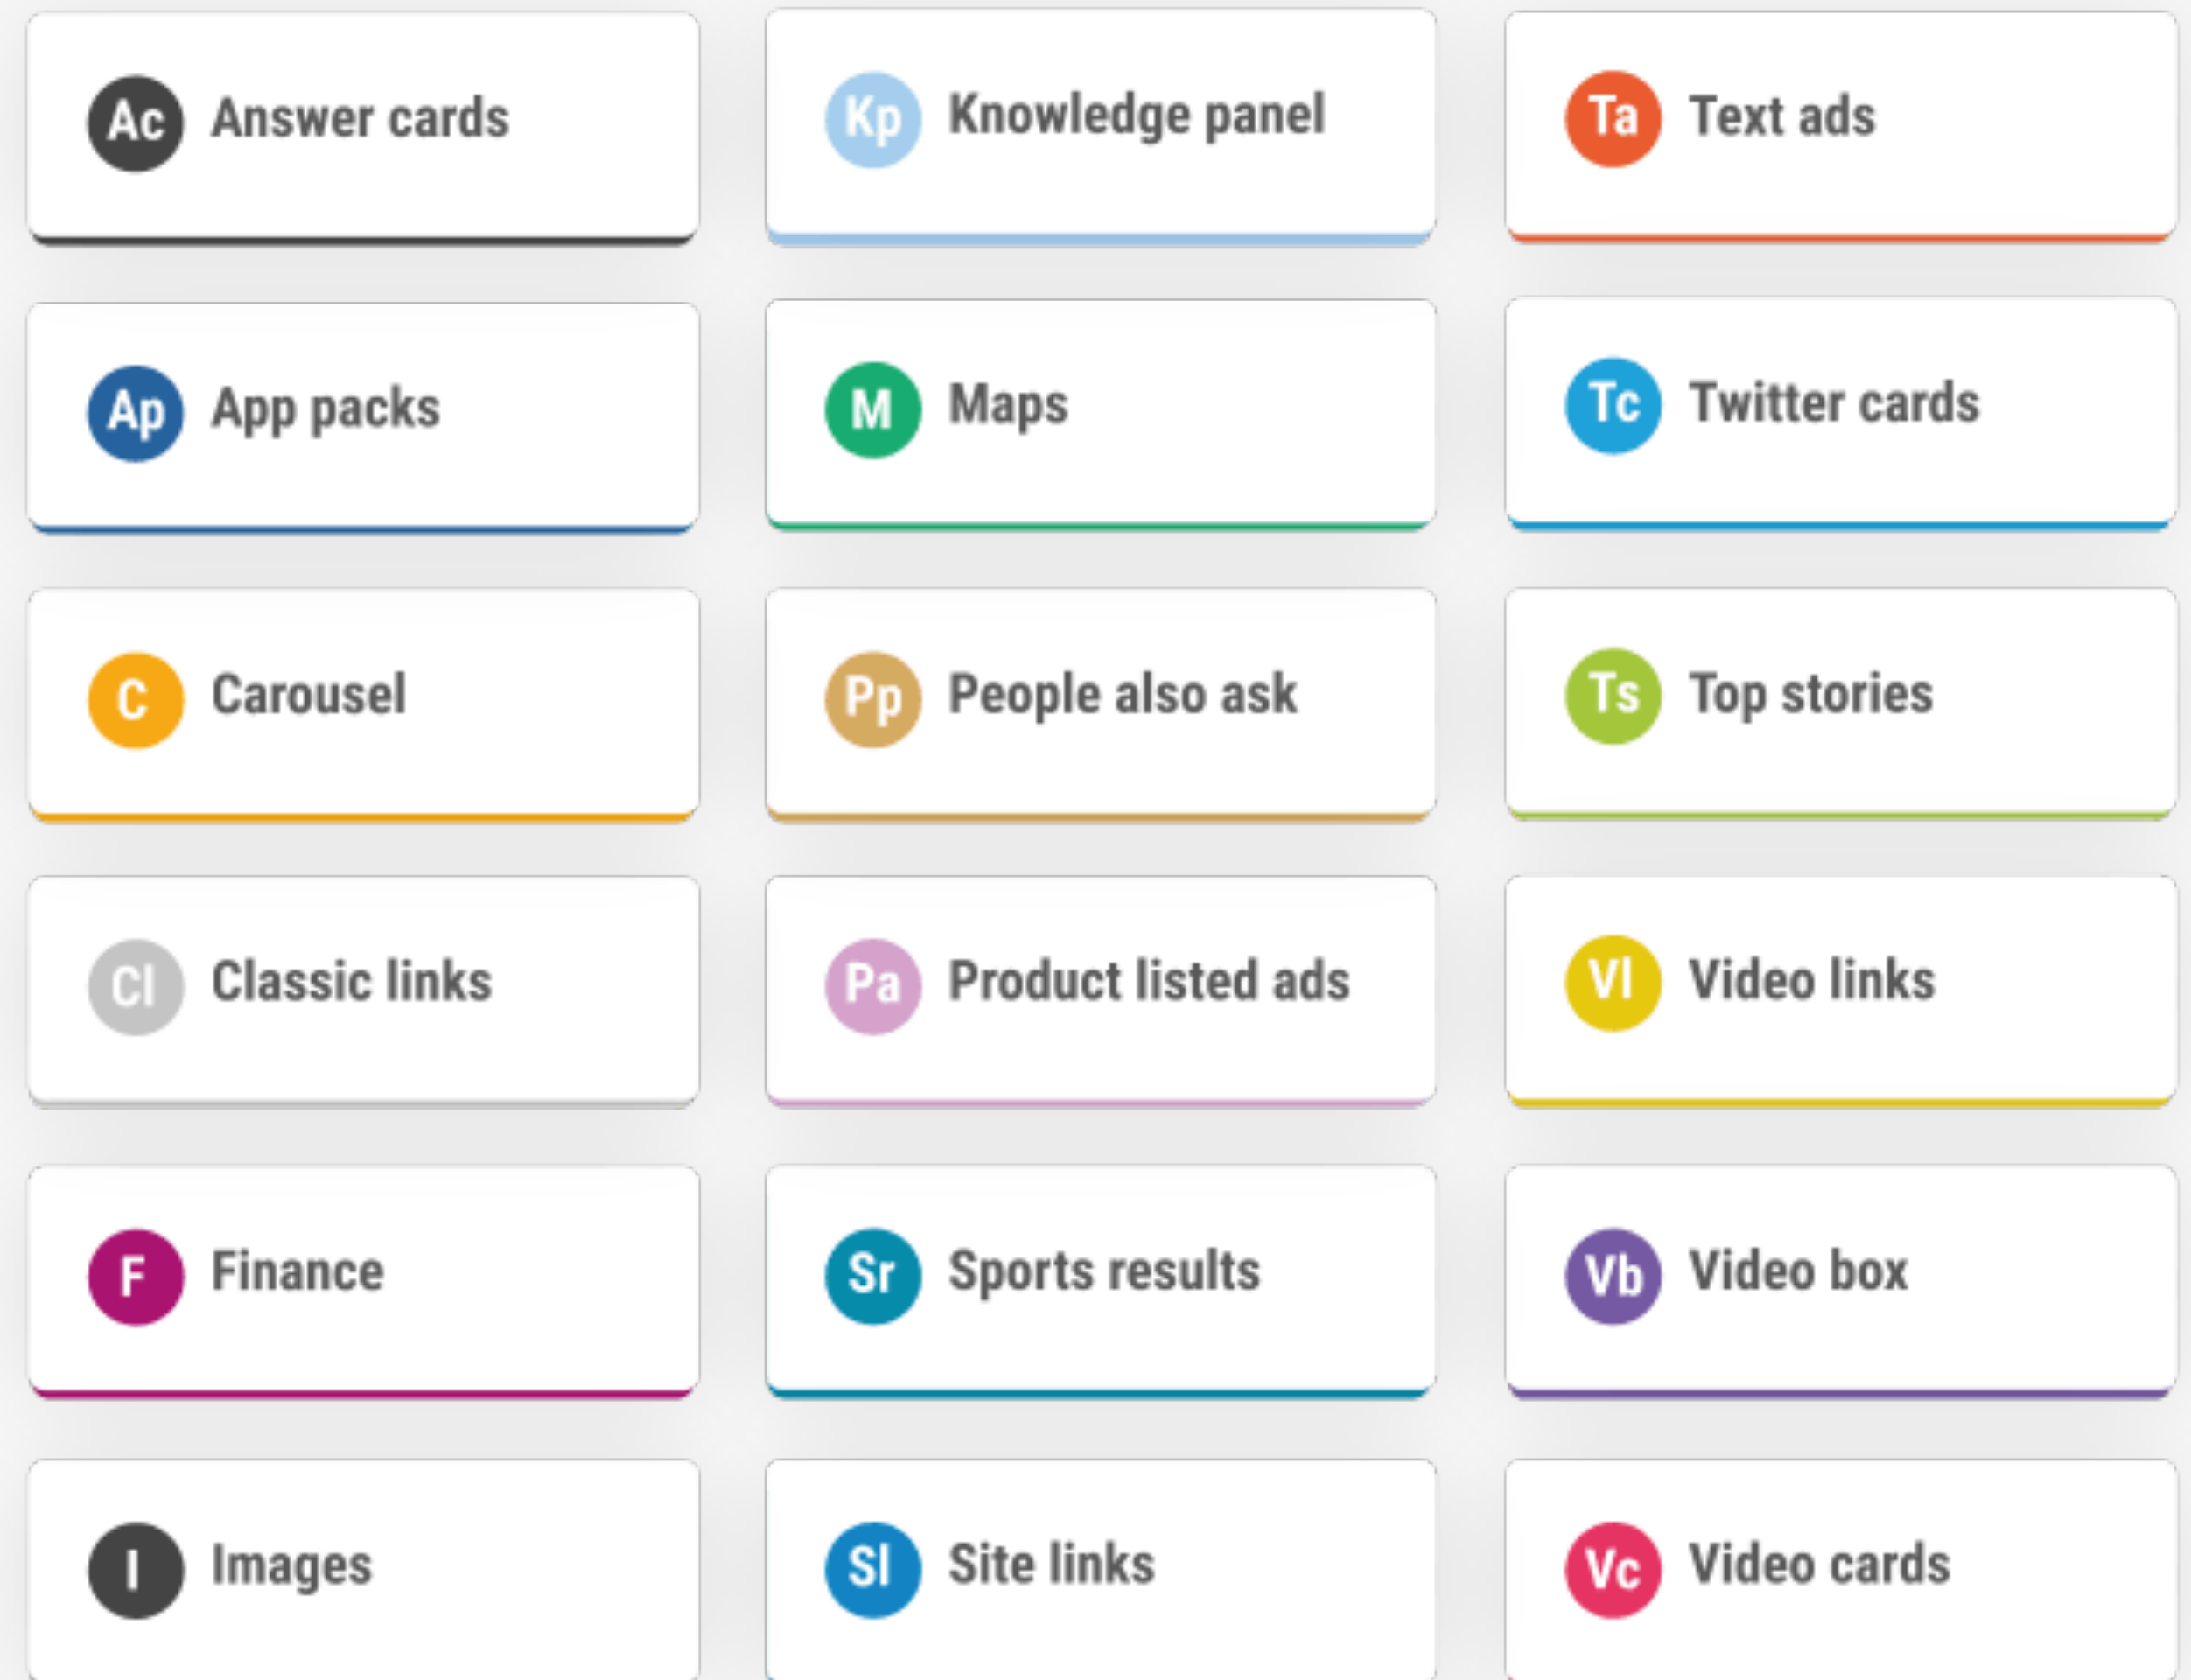 Ac Answer cards
Kp Knowledge panel
Ta Text ads
Ap App packs
M Maps
Tc Twitter cards
C Carousel
Pp People also ask
Ts Top stories
Cl Classic links
Pa Product listed ads
Vl Video links
F Finance
Sr Sports results
Vb Video box
I Images
Sl Site links
Vc Video cards